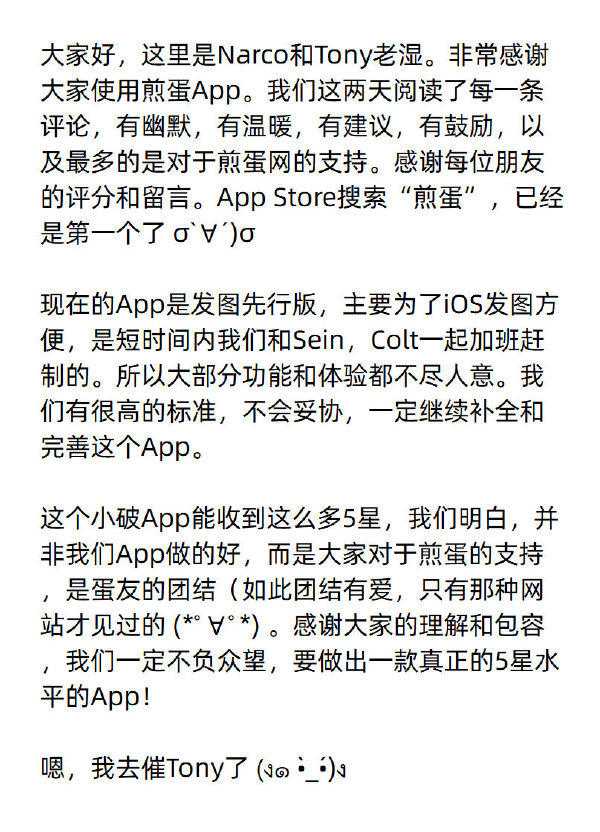 大家好，这里是Narco和Tony老湿。非常感谢
大家使用煎蛋App。我们这两天阅读了每一条
评论，有幽默，有温暖，有建议，有鼓励，以
及最多的是对于煎蛋网的支持。感谢每位朋友
的评分和留言。App Store搜索“煎蛋”，已经
是第一个了 σ`∀´)σ
现在的App是发图先行版，主要为了iOS发图方
便，是短时间内我们和Sein，Colt一起加班赶
制的。所以大部分功能和体验都不尽人意。我
们有很高的标准，不会妥协，一定继续补全和
完善这个App。
这个小破App能收到这么多5星，我们明白，并
非我们App做的好，而是大家对于煎蛋的支持
，是蛋友的团结（如此团结有爱，只有那种网
站才见过的 (*ﾟ∀ﾟ*) 。感谢大家的理解和包容
，我们一定不负众望，要做出一款真正的5星水
平的App！
嗯，我去催Tony了 (ง๑ •̀_•́)ง